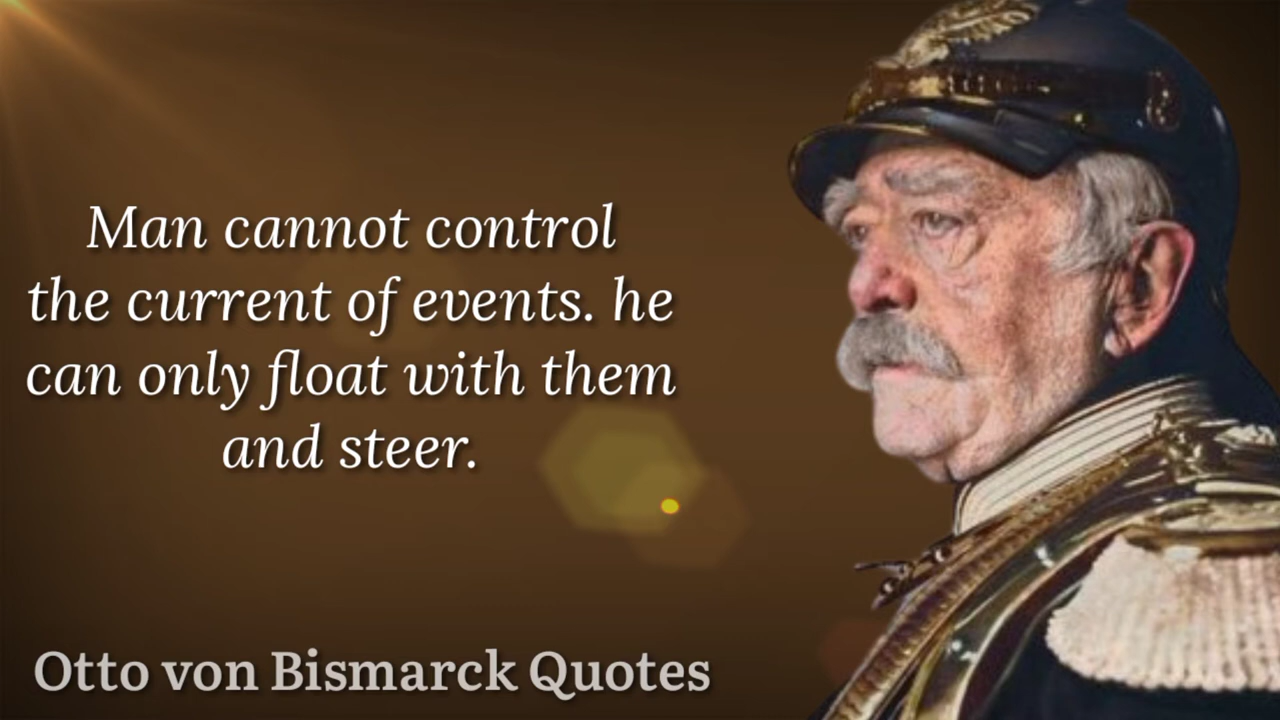 Man cannot control
the current of events. he
can only float with them
and steer.
Otto von Bismarck Quotes